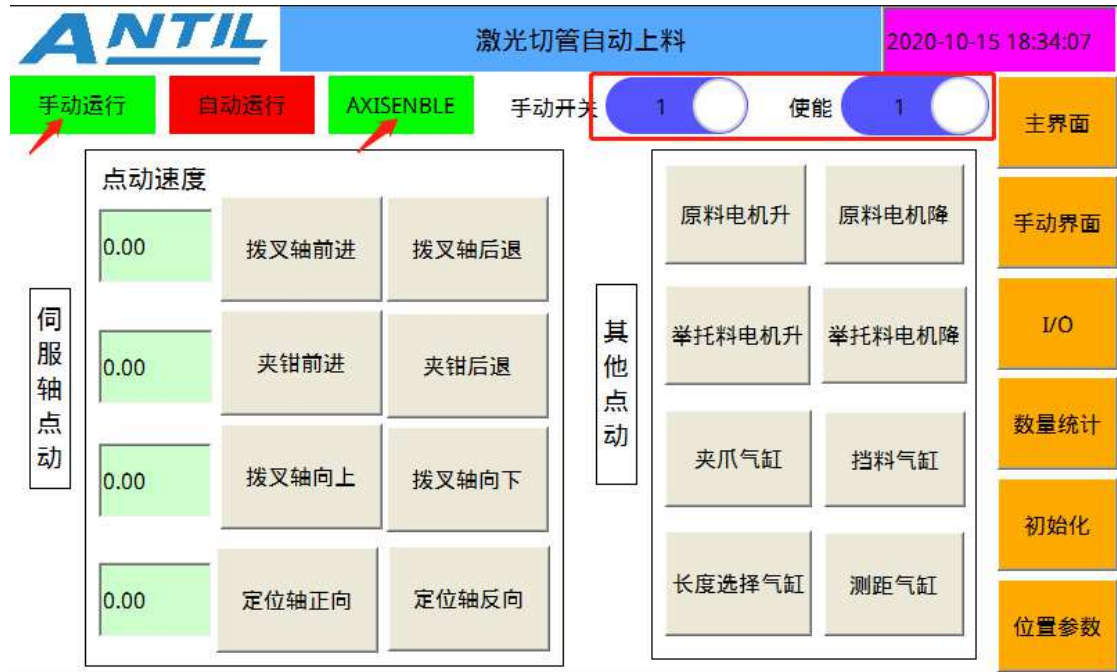 ANTIL
激光切管自动上料
2020-10-15 18:34:07
手动运行
自动运行
AXISENBLE
手动开关
1
使能
1
主界面
手动界面
I/O
数量统计
初始化
位置参数
伺服轴点动
点动速度
0.00
拨叉轴前进
拨叉轴后退
0.00
夹钳前进
夹钳后退
0.00
拨叉轴向上
拨叉轴向下
0.00
定位轴正向
定位轴反向
其他点动
原料电机升
原料电机降
举托料电机升
举托料电机降
夹爪气缸
挡料气缸
长度选择气缸
测距气缸